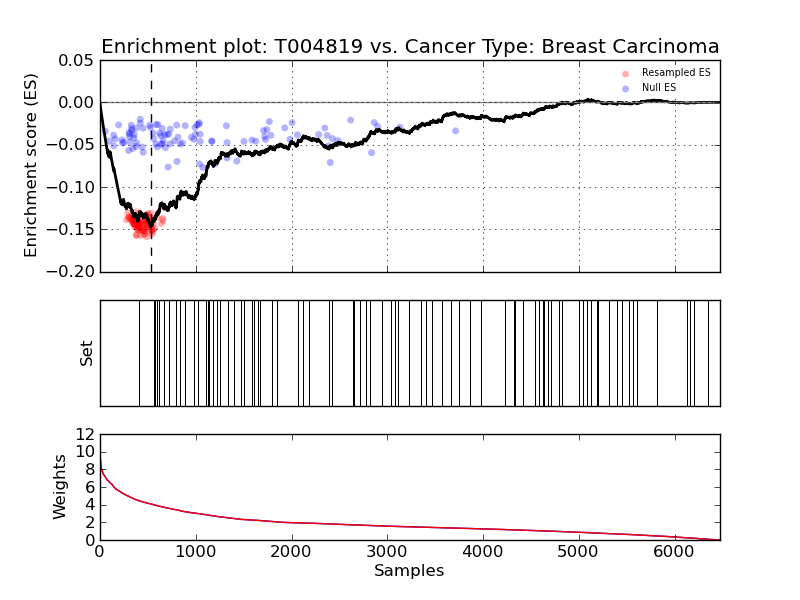 Enrichment plot: T004819 vs. Cancer Type: Breast Carcinoma
Enrichment score (ES)
0.05
0.00
−0.05
−0.10
−0.15
−0.20
Resampled ES
Null ES
Set
Weights
12
10
8
6
4
2
0
0 1000 2000 3000 4000 5000 6000
Samples